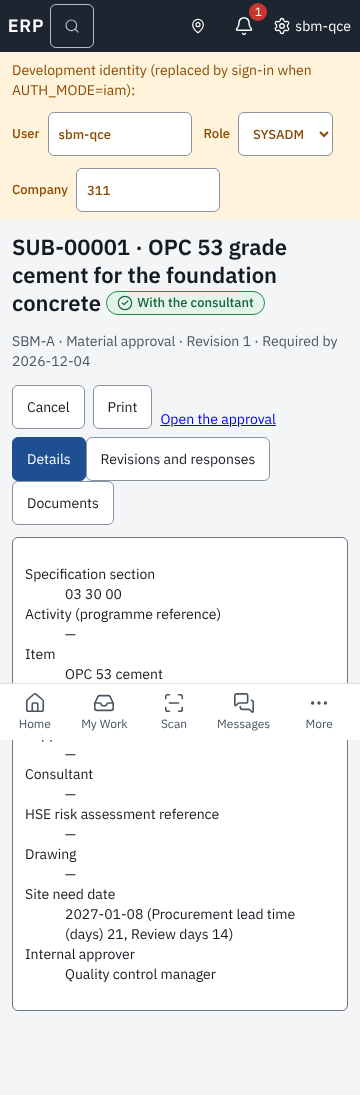 ERP
1
sbm-qce
Development identity (replaced by sign-in when
AUTH_MODE=iam):
User
sbm-qce
Role
SYSADM
Company
311
SUB-00001 · OPC 53 grade
cement for the foundation
concrete
With the consultant
SBM-A · Material approval · Revision 1 · Required by
2026-12-04
Cancel
Print
Open the approval
Details
Revisions and responses
Documents
Specification section
03 30 00
Activity (programme reference)
—
Item
OPC 53 cement
Home
My Work
Scan
Messages
More
—
Consultant
—
HSE risk assessment reference
—
Drawing
—
Site need date
2027-01-08 (Procurement lead time
(days) 21, Review days 14)
Internal approver
Quality control manager